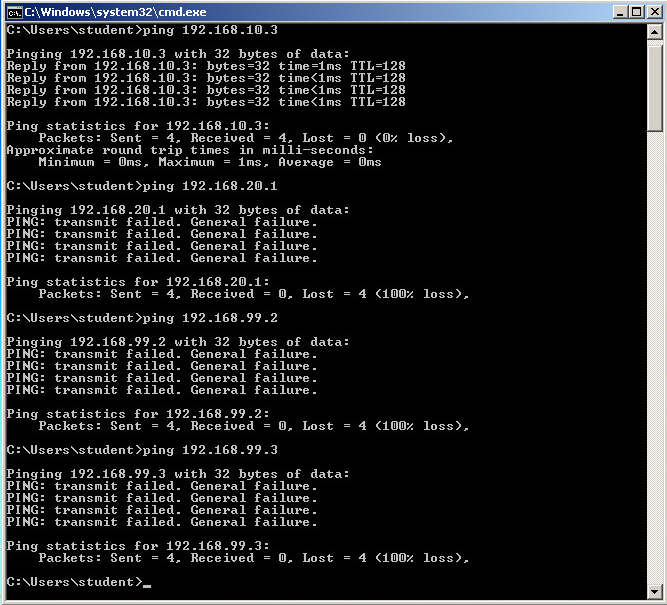 C:\Windows\system32\cmd.exe
C:\Users\student>ping 192.168.10.3
Pinging 192.168.10.3 with 32 bytes of data:
Reply from 192.168.10.3: bytes=32 time=1ms TTL=128
Reply from 192.168.10.3: bytes=32 time<1ms TTL=128
Reply from 192.168.10.3: bytes=32 time<1ms TTL=128
Reply from 192.168.10.3: bytes=32 time<1ms TTL=128
Ping statistics for 192.168.10.3:
Packets: Sent = 4, Received = 4, Lost = 0 (0% loss),
Approximate round trip times in milli-seconds:
Minimum = 0ms, Maximum = 1ms, Average = 0ms
C:\Users\student>ping 192.168.20.1
Pinging 192.168.20.1 with 32 bytes of data:
PING: transmit failed. General failure.
PING: transmit failed. General failure.
PING: transmit failed. General failure.
PING: transmit failed. General failure.
Ping statistics for 192.168.20.1:
Packets: Sent = 4, Received = 0, Lost = 4 (100% loss),
C:\Users\student>ping 192.168.99.2
Pinging 192.168.99.2 with 32 bytes of data:
PING: transmit failed. General failure.
PING: transmit failed. General failure.
PING: transmit failed. General failure.
PING: transmit failed. General failure.
Ping statistics for 192.168.99.2:
Packets: Sent = 4, Received = 0, Lost = 4 (100% loss),
C:\Users\student>ping 192.168.99.3
Pinging 192.168.99.3 with 32 bytes of data:
PING: transmit failed. General failure.
PING: transmit failed. General failure.
PING: transmit failed. General failure.
PING: transmit failed. General failure.
Ping statistics for 192.168.99.3:
Packets: Sent = 4, Received = 0, Lost = 4 (100% loss),
C:\Users\student>_